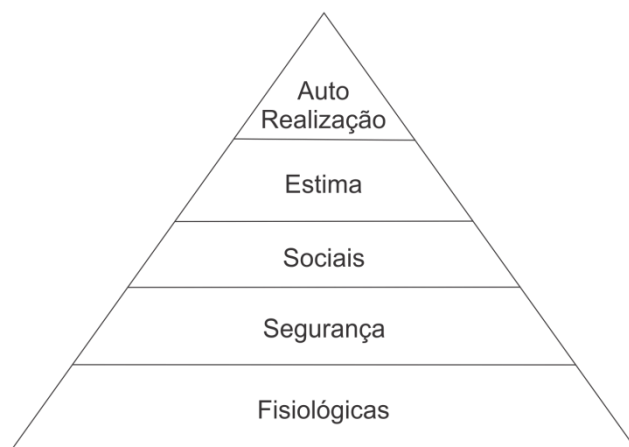 Auto
Realização
Estima
Sociais
Segurança
Fisiológicas